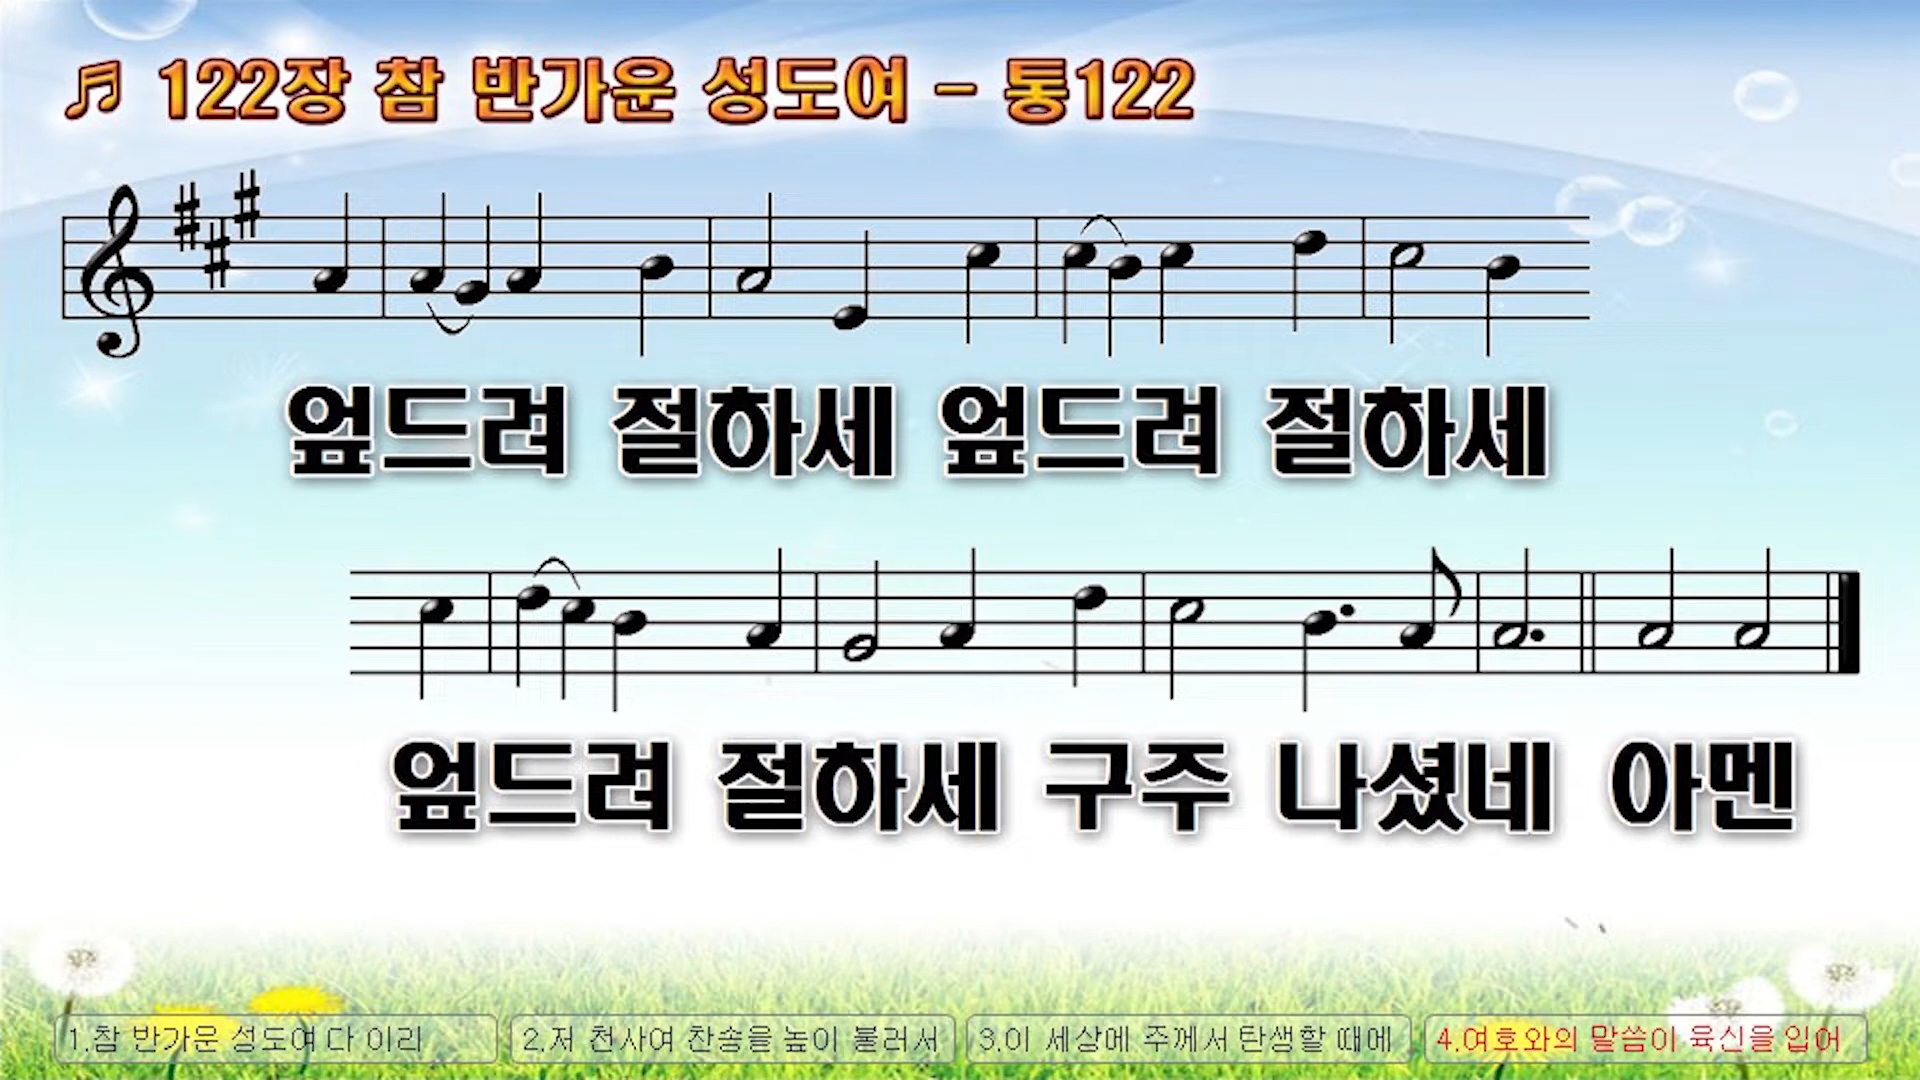 122장 참 반가운 성도여 - 통122
엎드려 절하세 엎드려 절하세
엎드려 절하세 구주 나셨네 아멘
1.참 반가운 성도여 다 이리
2.저 천사여 찬송을 높이 불러서
3.이 세상에 주께서 탄생할 때에
4.여호와의 말씀이 육신을 입어